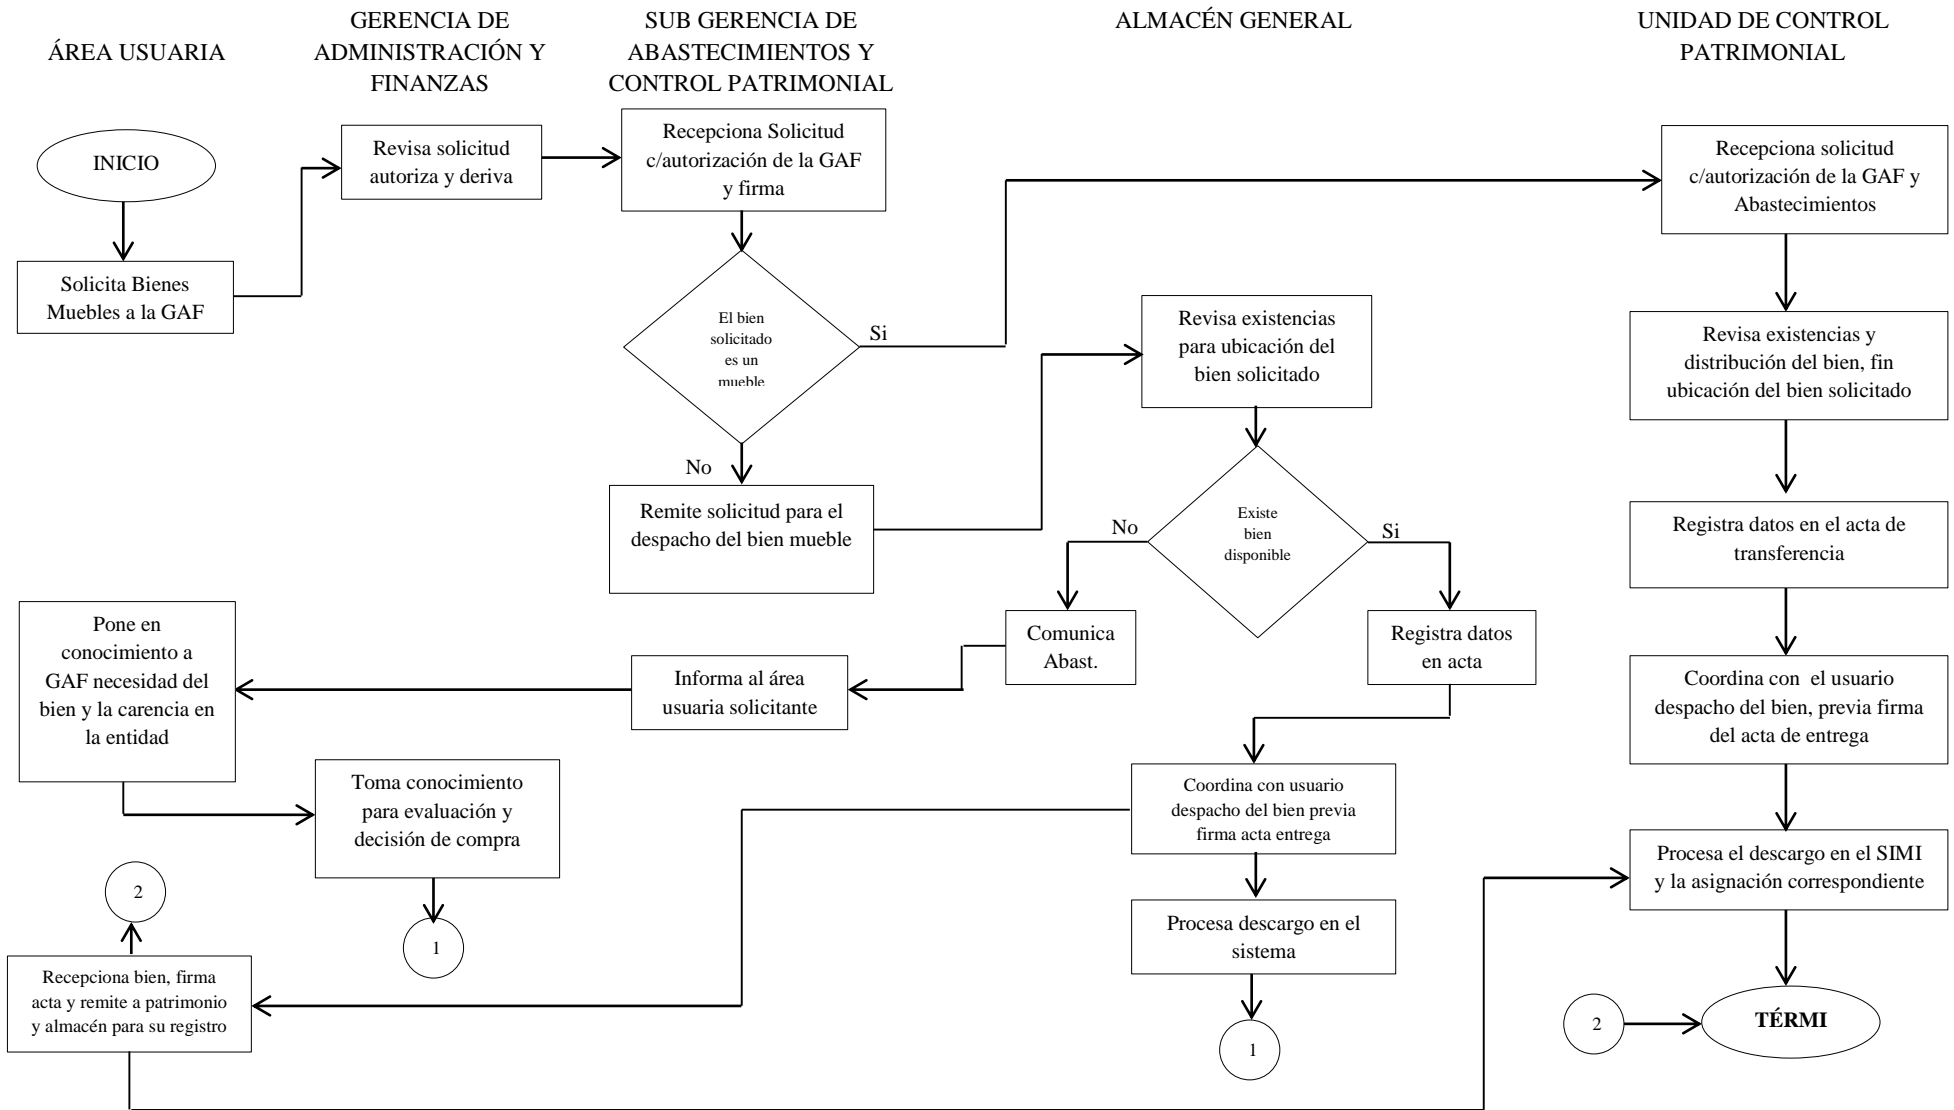 ÁREA USUARIA
GERENCIA DE
ADMINISTRACIÓN Y
FINANZAS
SUB GERENCIA DE
ABASTECIMIENTOS Y
CONTROL PATRIMONIAL
ALMACÉN GENERAL
UNIDAD DE CONTROL
PATRIMONIAL
INICIO
Revisa solicitud
autoriza y deriva
Recepciona Solicitud
c/autorización de la GAF
y firma
Recepciona solicitud
c/autorización de la GAF y
Abastecimientos
Solicita Bienes
Muebles a la GAF
El bien
solicitado
es un
mueble
Si
No
Revisa existencias
para ubicación del
bien solicitado
Revisa existencias y
distribución del bien, fin
ubicación del bien solicitado
Remite solicitud para el
despacho del bien mueble
Existe
bien
disponible
No
Si
Registra datos en el acta de
transferencia
Pone en
conocimiento a
GAF necesidad del
bien y la carencia en
la entidad
Informa al área
usuaria solicitante
Comunica
Abast.
Registra datos
en acta
Coordina con  el usuario
despacho del bien, previa firma
del acta de entrega
Toma conocimiento
para evaluación y
decisión de compra
Coordina con usuario
despacho del bien previa
firma acta entrega
Procesa el descargo en el SIMI
y la asignación correspondiente
2
1
Procesa descargo en el
sistema
Recepciona bien, firma
acta y remite a patrimonio
y almacén para su registro
1
2
TÉRMI